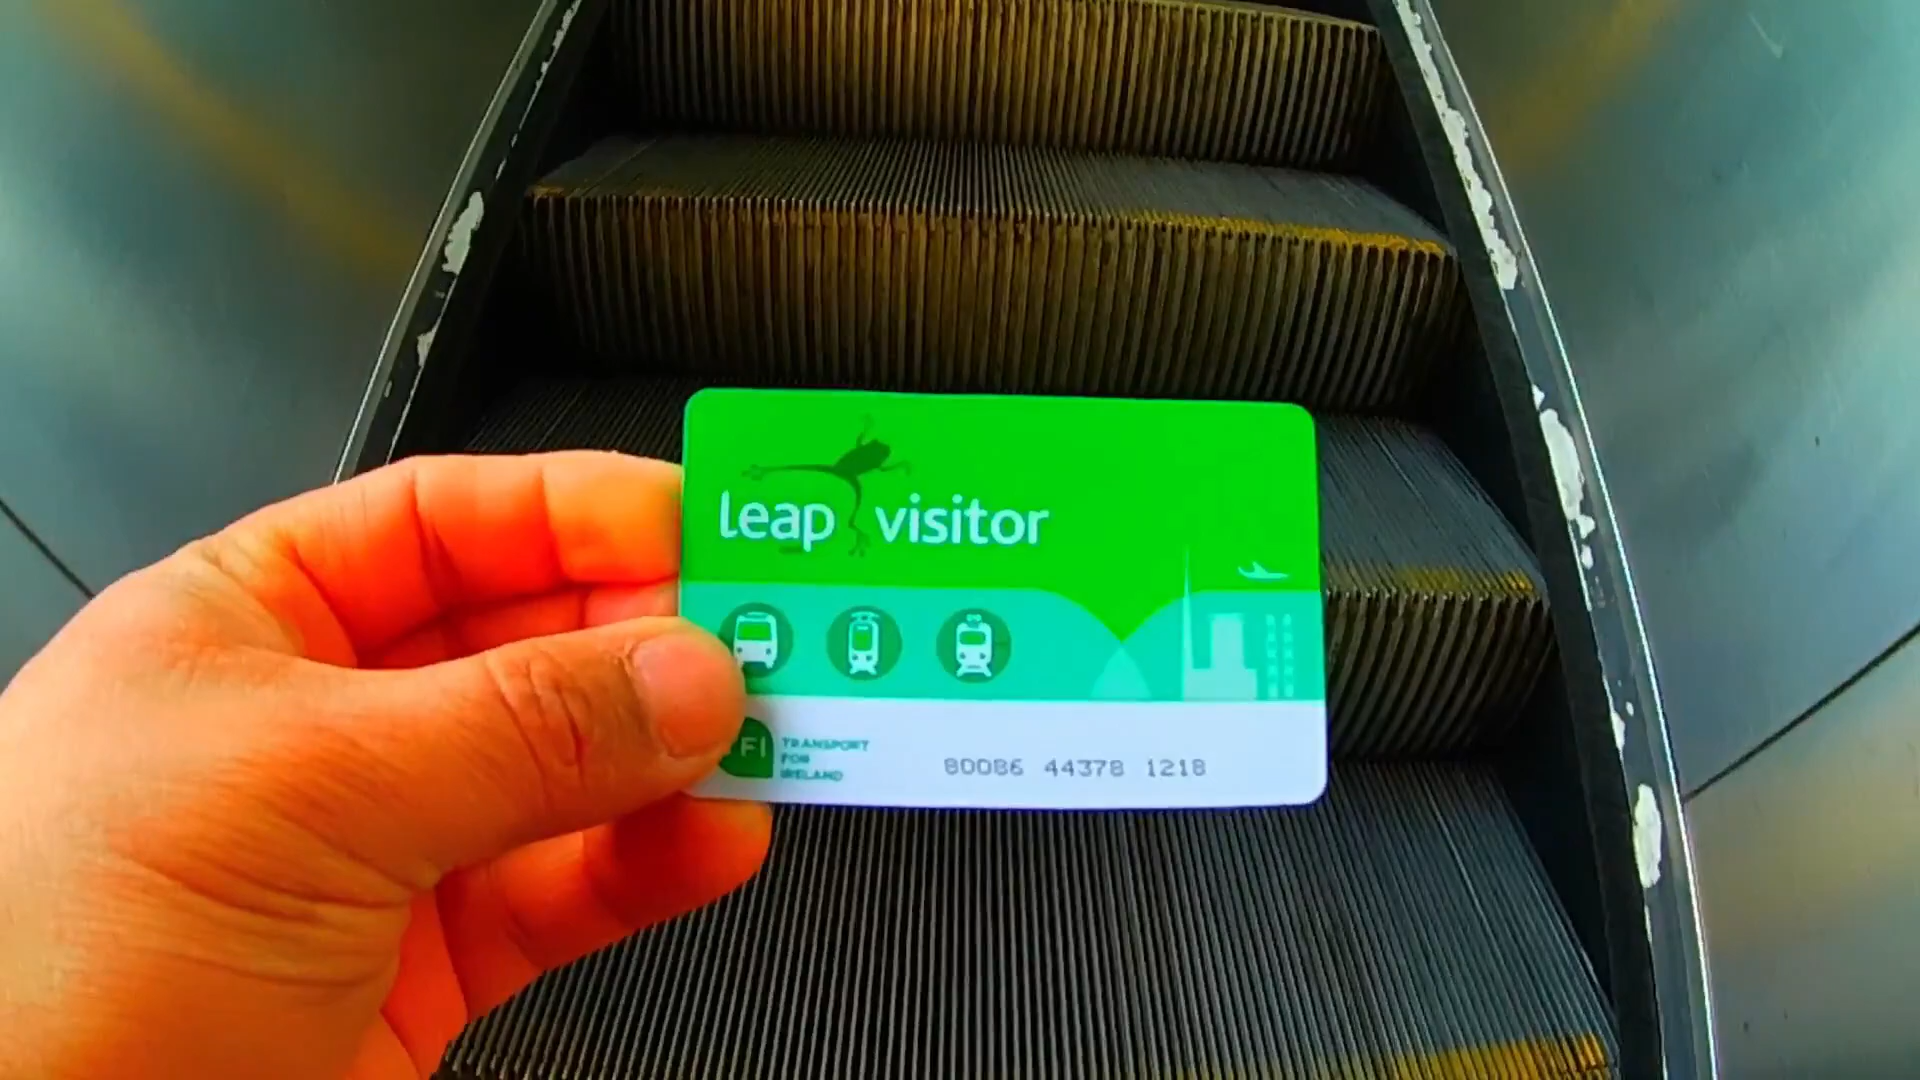 leap visitor
TFI
TRANSPORT
FOR
IRELAND
80086 44378 1218